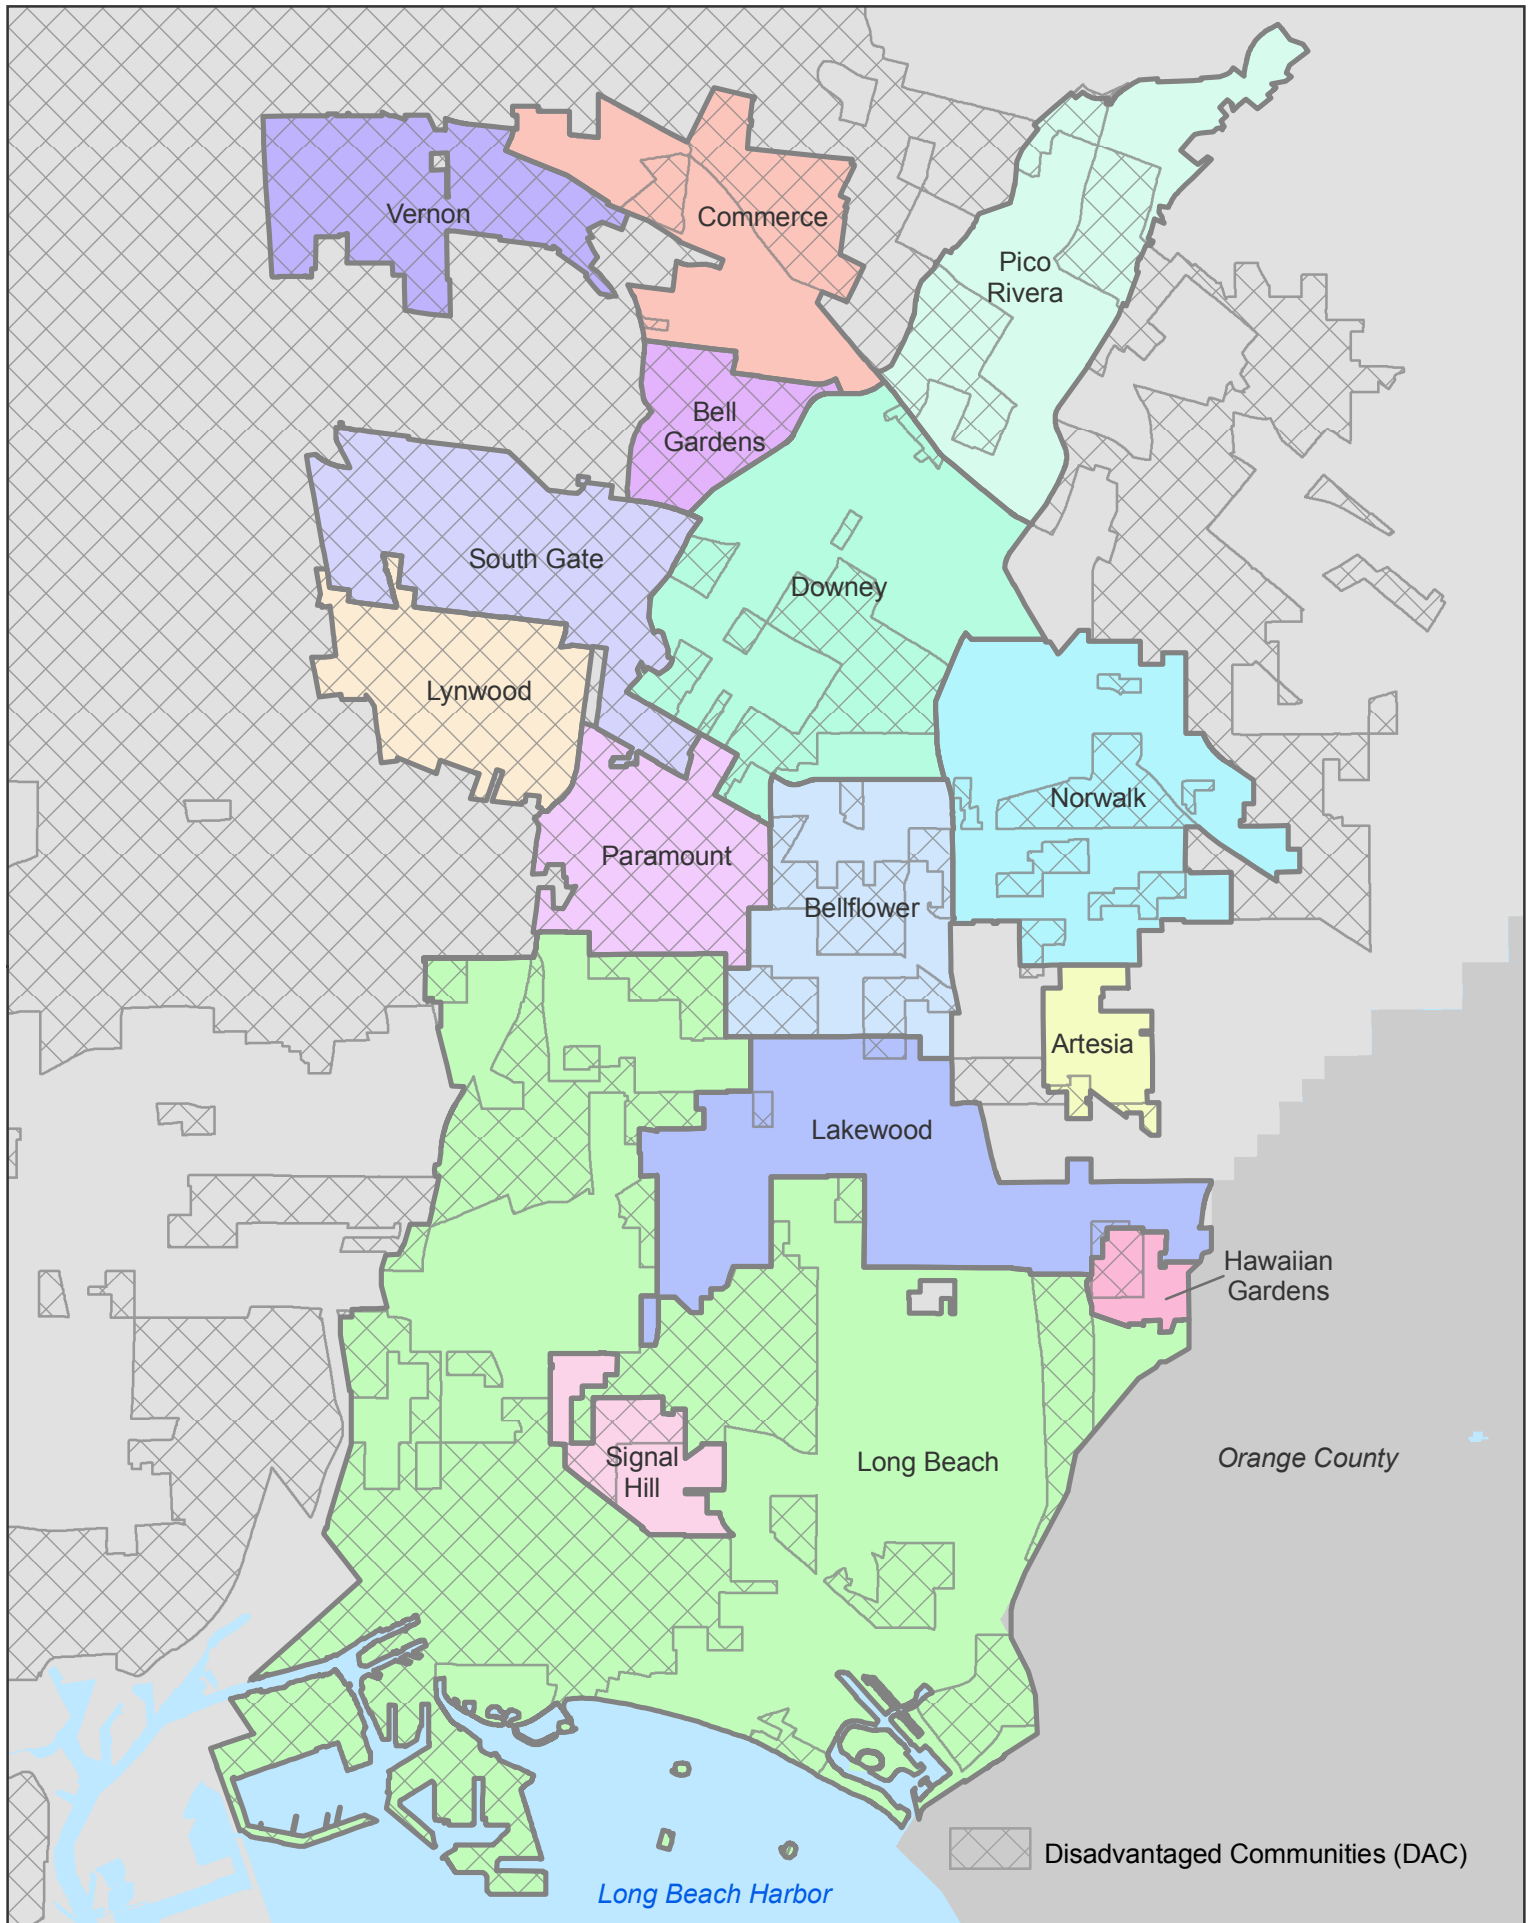 Vernon
Commerce
Pico
Rivera
Bell
Gardens
South Gate
Downey
Lynwood
Norwalk
Paramount
Bellflower
Artesia
Lakewood
Hawaiian
Gardens
Signal
Hill
Long Beach
Orange County
Disadvantaged Communities (DAC)
Long Beach Harbor